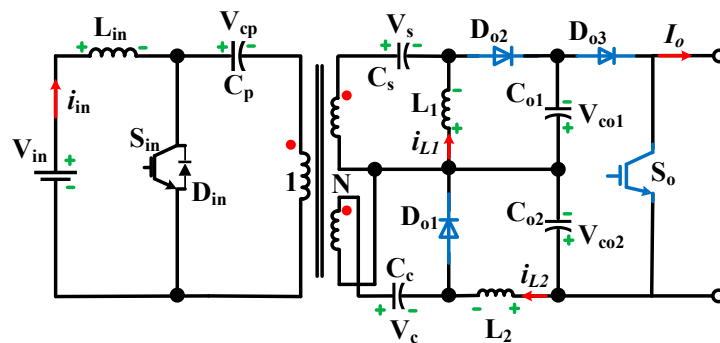 L_in
V_cp
V_s
D_o2
D_o3
I_o
C_p
C_s
i_in
L_1
C_o1
V_co1
S_in
i_L1
V_in
D_in
1
N
S_o
D_o1
C_o2
V_co2
C_c
i_L2
V_c
L_2